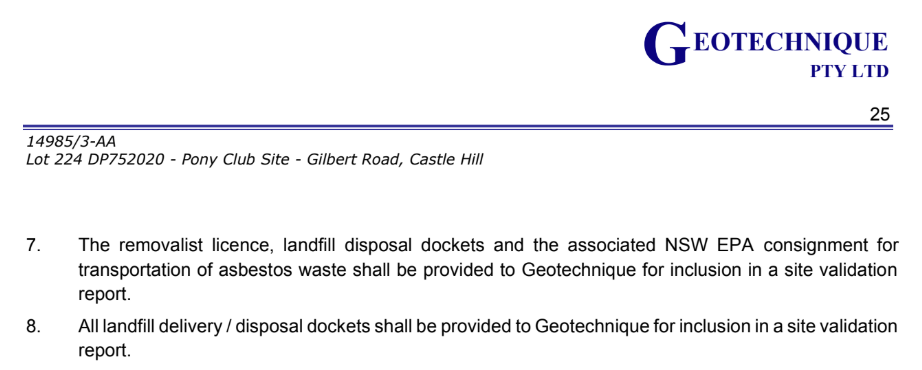 GEOTECHNIQUE
PTY LTD
25
14985/3-AA
Lot 224 DP752020 - Pony Club Site - Gilbert Road, Castle Hill
7. The removalist licence, landfill disposal dockets and the associated NSW EPA consignment for
transportation of asbestos waste shall be provided to Geotechnique for inclusion in a site validation
report.
8. All landfill delivery / disposal dockets shall be provided to Geotechnique for inclusion in a site validation
report.